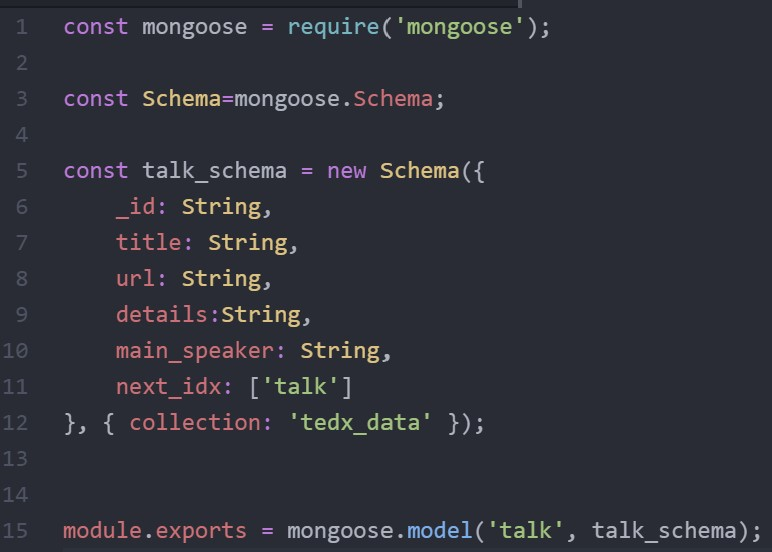 1 const mongoose = require('mongoose');
2
3 const Schema=mongoose.Schema;
4
5 const talk_schema = new Schema({
6     _id: String,
7     title: String,
8     url: String,
9     details:String,
10     main_speaker: String,
11     next_idx: ['talk']
12 }, { collection: 'tedx_data' });
13
14
15 module.exports = mongoose.model('talk', talk_schema);